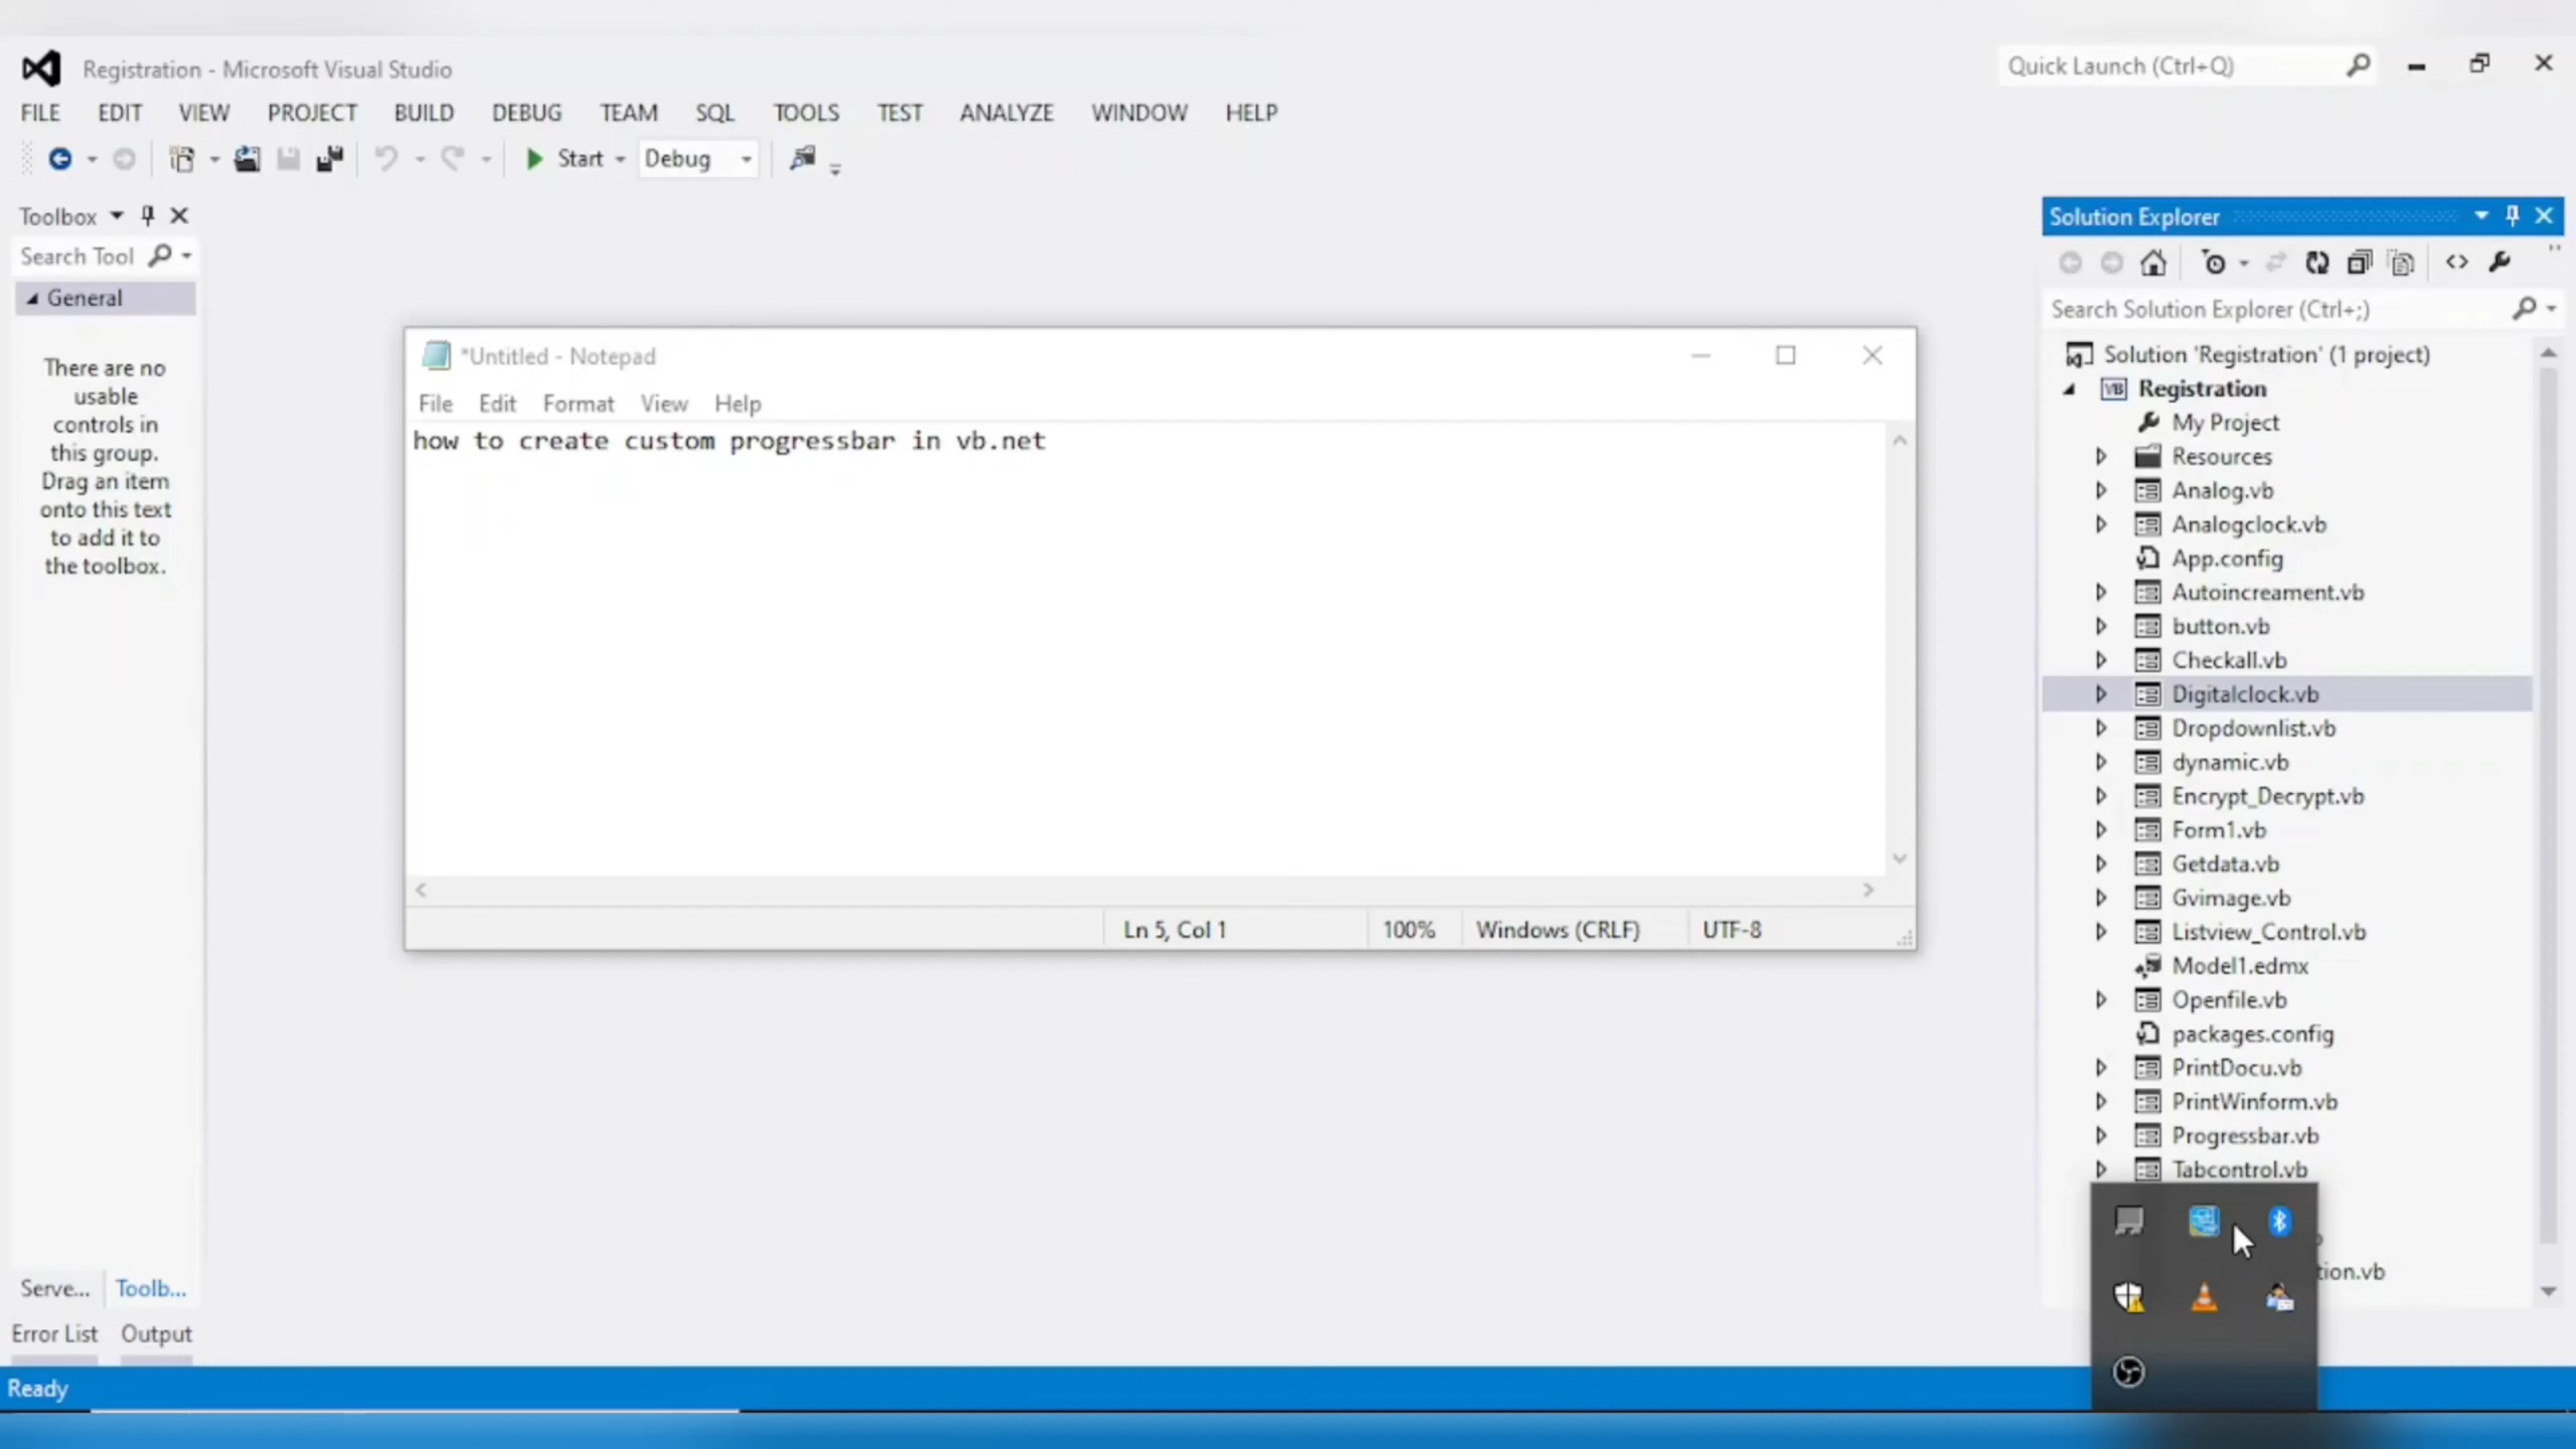 Registration - Microsoft Visual Studio
Quick Launch (Ctrl+Q)
FILE EDIT VIEW PROJECT BUILD DEBUG TEAM SQL TOOLS TEST ANALYZE WINDOW HELP
Start Debug
Toolbox
Search Tool
General
There are no
usable
controls in
this group.
Drag an item
onto this text
to add it to
the toolbox.
*Untitled - Notepad
File Edit Format View Help
how to create custom progressbar in vb.net
Ln 5, Col 1 100% Windows (CRLF) UTF-8
Solution Explorer
Search Solution Explorer (Ctrl+;)
Solution 'Registration' (1 project)
VB Registration
My Project
Resources
Analog.vb
Analogclock.vb
App.config
Autoincreament.vb
button.vb
Checkall.vb
Digitalclock.vb
Dropdownlist.vb
dynamic.vb
Encrypt_Decrypt.vb
Form1.vb
Getdata.vb
Gvimage.vb
Listview_Control.vb
Model1.edmx
Openfile.vb
packages.config
PrintDocu.vb
PrintWinform.vb
Progressbar.vb
Tabcontrol.vb
tion.vb
Serve... Toolb...
Error List Output
Ready